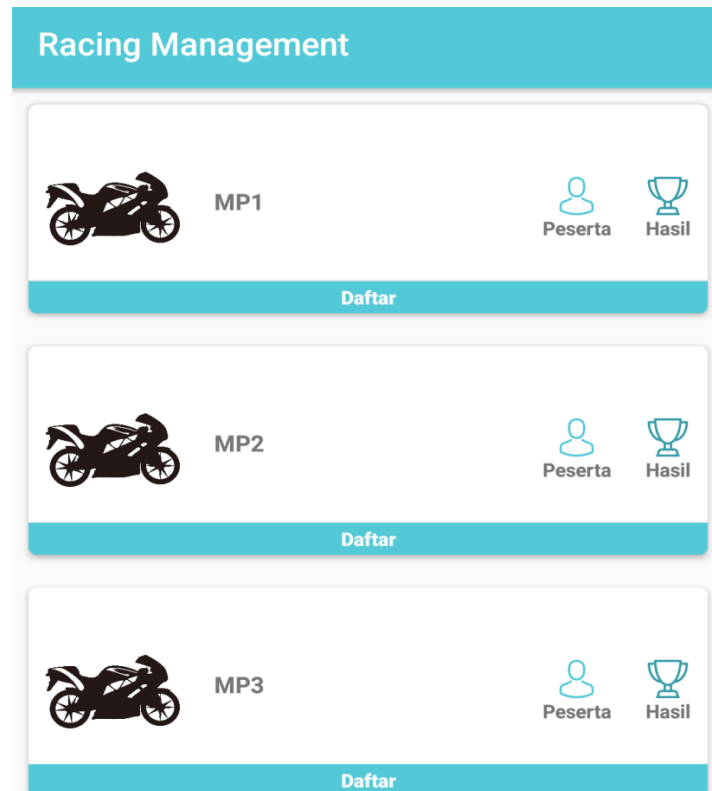 Racing Management
MP1
Peserta
Hasil
Daftar
MP2
Peserta
Hasil
Daftar
MP3
Peserta
Hasil
Daftar